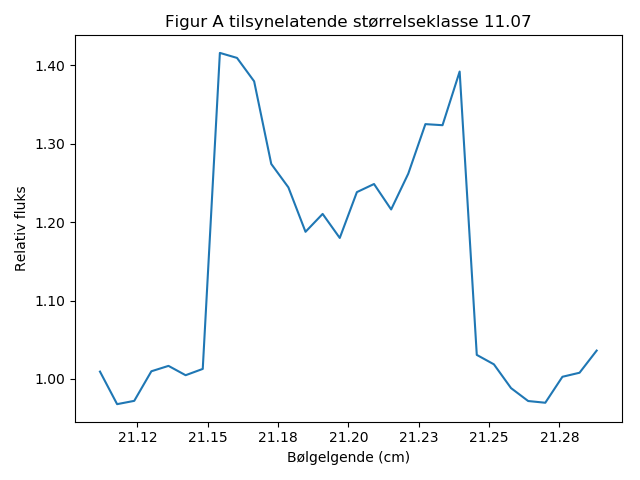 Figur A tilsynelatende størrelseklasse 11.07
1.40
1.30
1.20
1.10
1.00
Relativ fluks
21.12 21.15 21.18 21.20 21.23 21.25 21.28
Bølgelgende (cm)